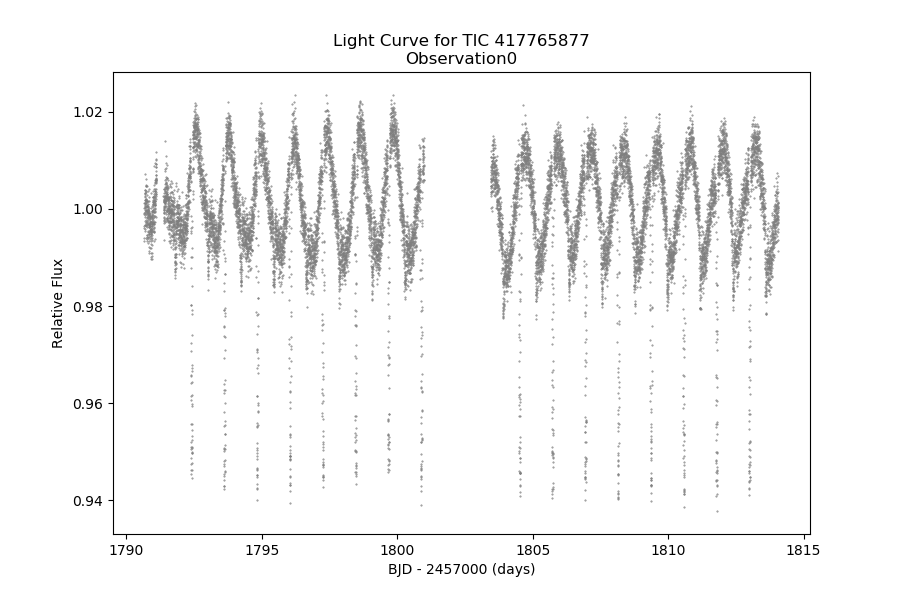 Light Curve for TIC 417765877
Observation0
1.02
1.00
0.98
0.96
0.94
Relative Flux
1790 1795 1800 1805 1810 1815
BJD - 2457000 (days)